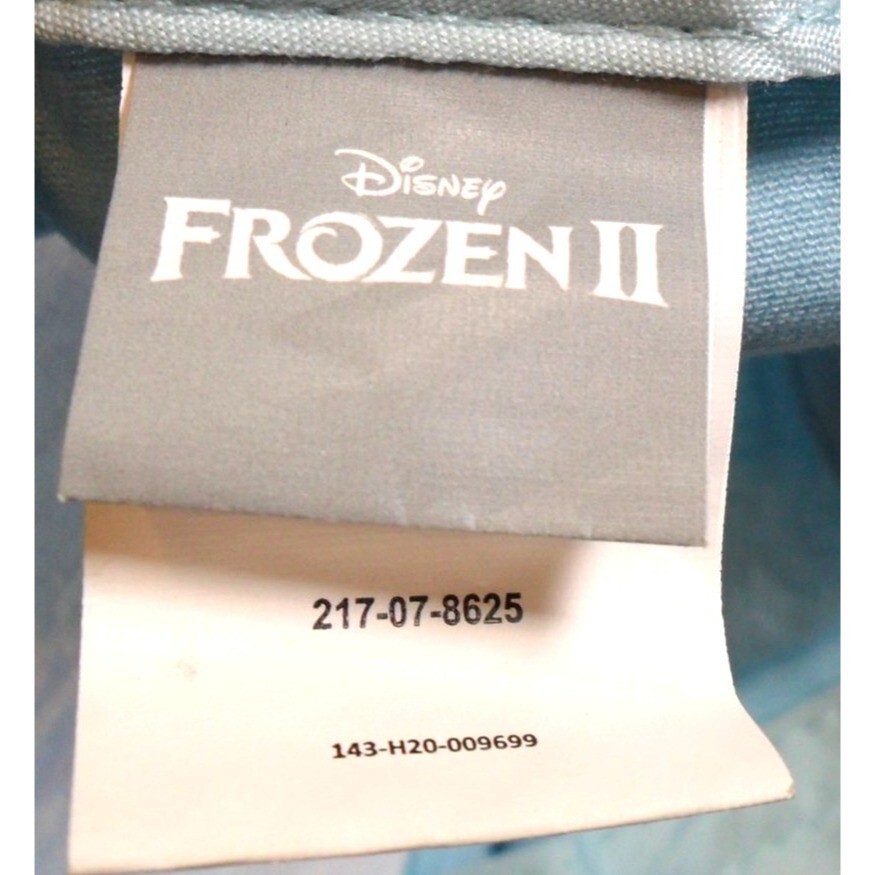 Disney
FROZEN II
217-07-8625
143-H20-009699